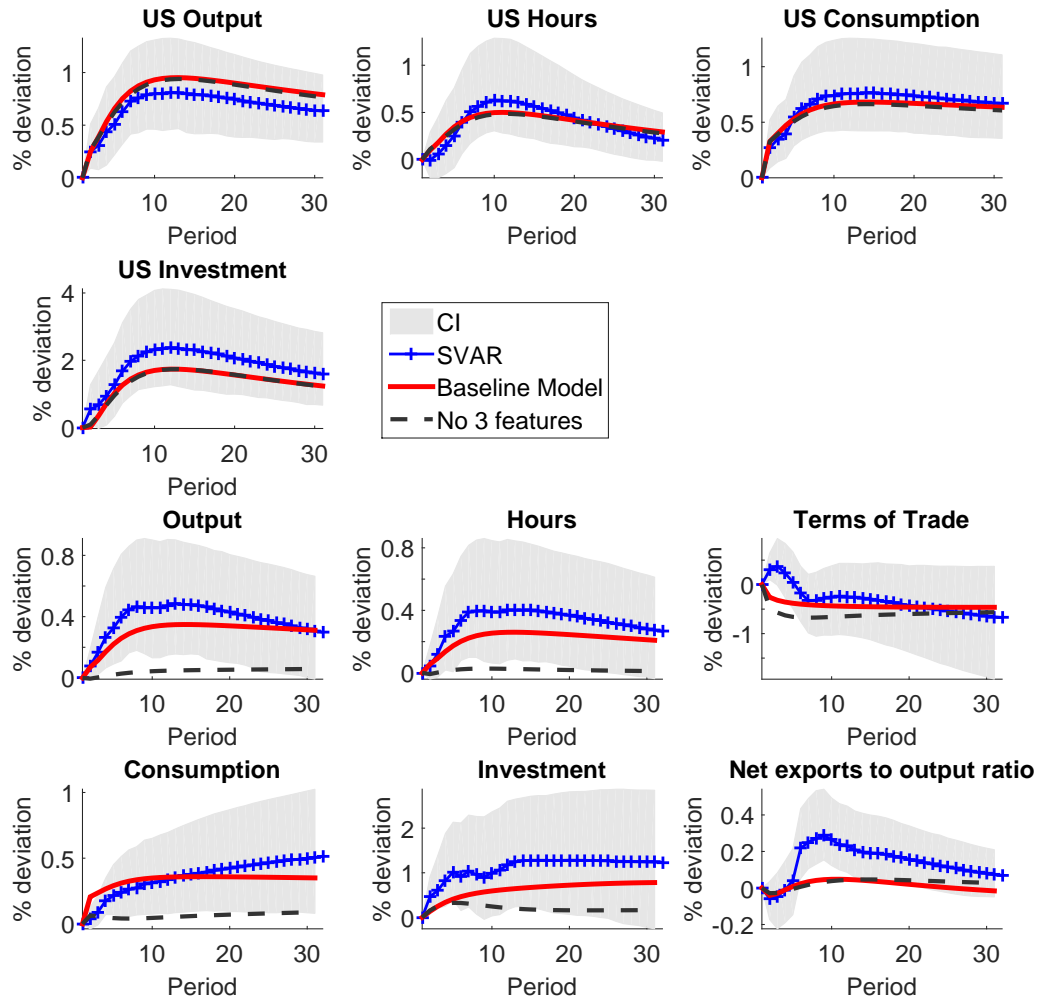 US Output
US Hours
US Consumption
% deviation
1
0.5
0
10
20
30
Period
% deviation
1
0.5
0
10
20
30
Period
% deviation
1
0.5
0
10
20
30
Period
US Investment
% deviation
4
2
0
10
20
30
Period
CI
SVAR
Baseline Model
No 3 features
Output
Hours
Terms of Trade
% deviation
0.8
0.4
0
10
20
30
Period
% deviation
0.8
0.4
0
10
20
30
Period
% deviation
0
-1
10
20
30
Period
Consumption
Investment
Net exports to output ratio
% deviation
1
0.5
0
10
20
30
Period
% deviation
2
1
0
10
20
30
Period
% deviation
0.4
0.2
0
-0.2
10
20
30
Period